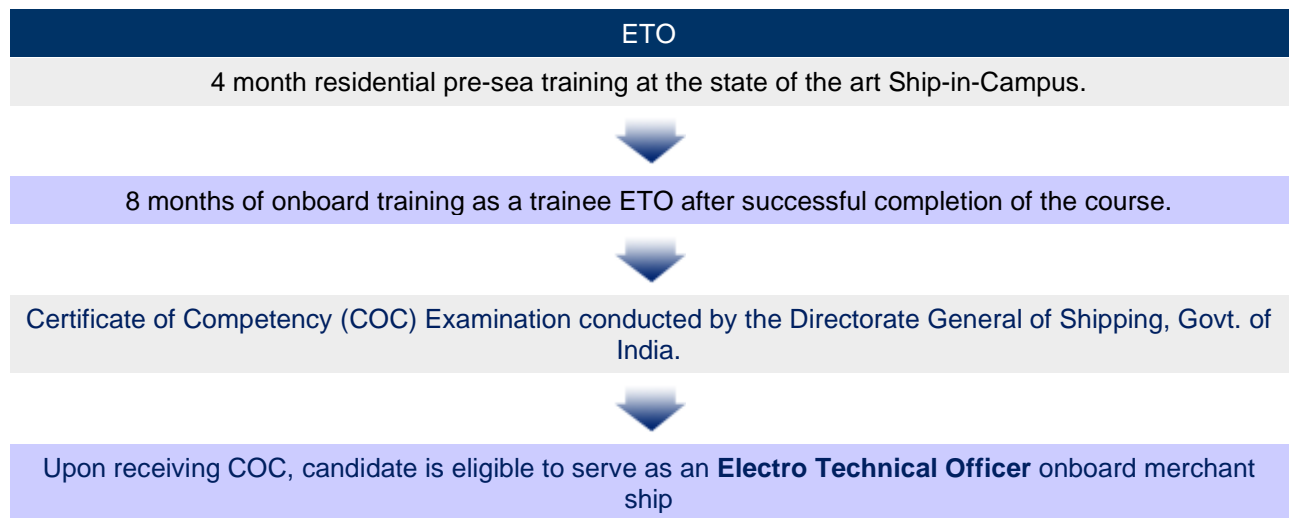 ETO
4 month residential pre-sea training at the state of the art Ship-in-Campus.
8 months of onboard training as a trainee ETO after successful completion of the course.
Certificate of Competency (COC) Examination conducted by the Directorate General of Shipping, Govt. of
India.
Upon receiving COC, candidate is eligible to serve as an Electro Technical Officer onboard merchant
ship